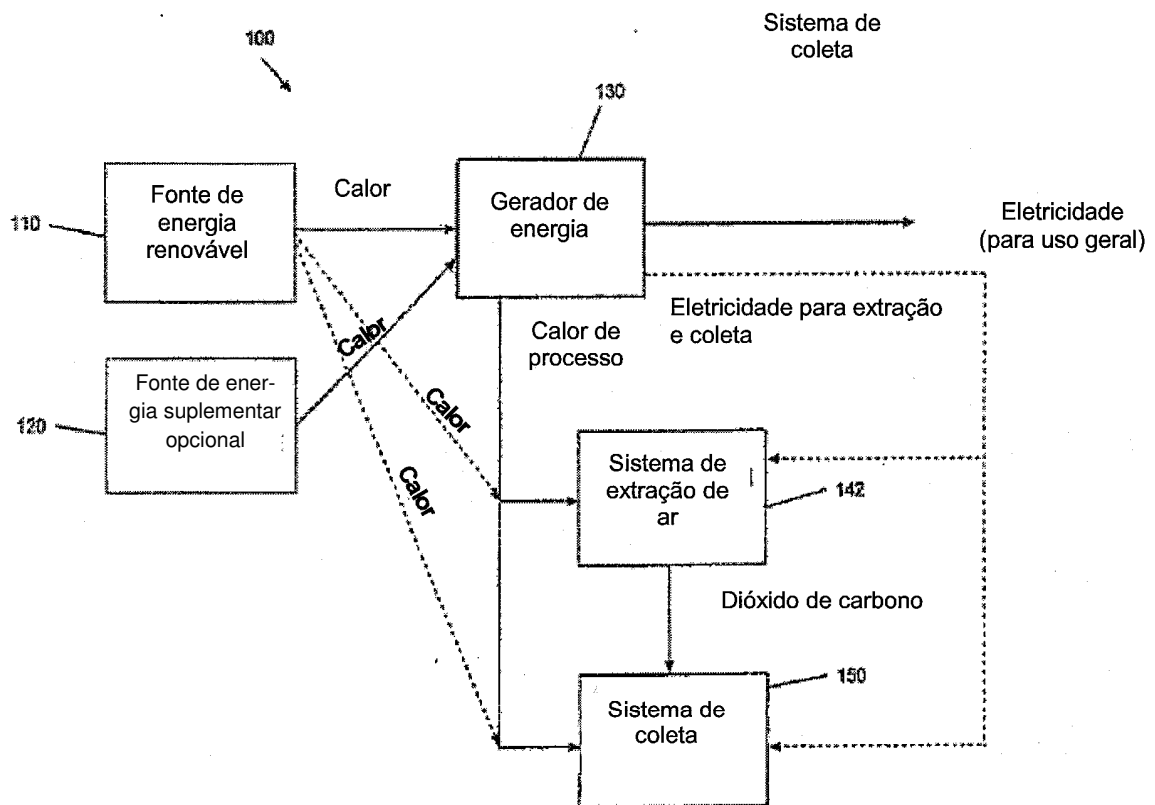 Sistema de
coleta
100
130
Fonte de
energia
renovável
Calor
Gerador de
energia
110
Eletricidade
(para uso geral)
Eletricidade para extração
e coleta
Calor de
processo
Calor
Fonte de ener-
gia suplementar
opcional
120
Calor
Calor
Sistema de
extração de
ar
142
Dióxido de carbono
150
Sistema de
coleta